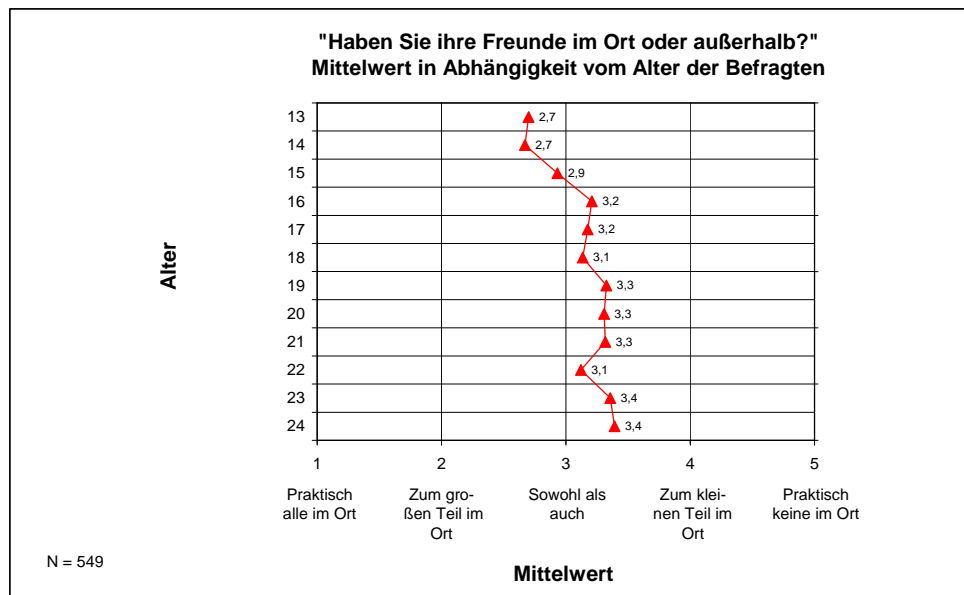 "Haben Sie ihre Freunde im Ort oder außerhalb?"
Mittelwert in Abhängigkeit vom Alter der Befragten
Alter
13
2,7
14
2,7
15
2,9
16
3,2
17
3,2
18
3,1
19
3,3
20
3,3
21
3,3
22
3,1
23
3,4
24
3,4
1
2
3
4
5
Praktisch
alle im Ort
Zum gro-
ßen Teil im
Ort
Sowohl als
auch
Zum klei-
nen Teil im
Ort
Praktisch
keine im Ort
N = 549
Mittelwert